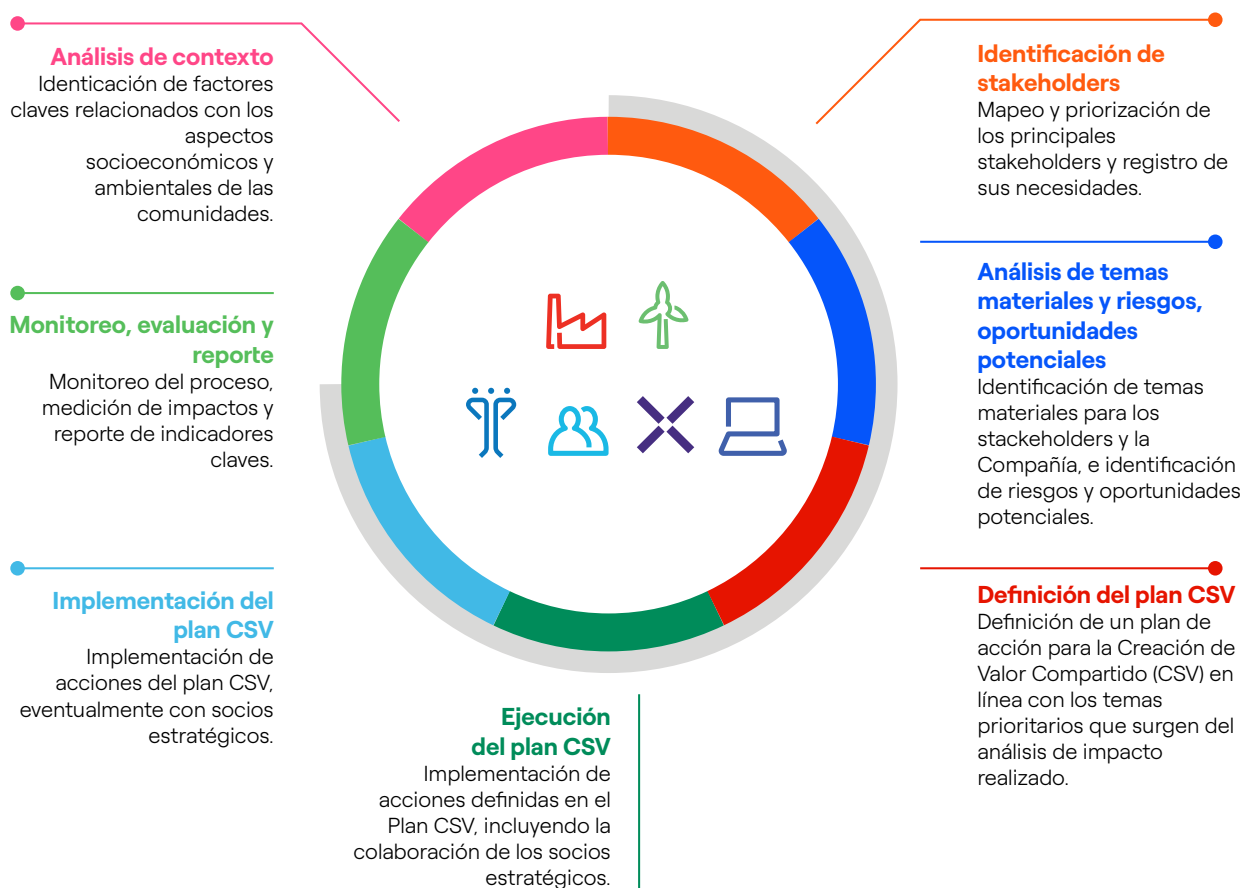 Análisis de contexto
Identicación de factores
claves relacionados con los
aspectos
socioeconómicos y
ambientales de las
comunidades.
Identificación de
stakeholders
Mapeo y priorización de
los principales
stakeholders y registro de
sus necesidades.
Análisis de temas
materiales y riesgos,
oportunidades
potenciales
Identificación de temas
materiales para los
stackeholders y la
Compañía, e identificación
de riesgos y oportunidades
potenciales.
Definición del plan CSV
Definición de un plan de
acción para la Creación de
Valor Compartido (CSV) en
línea con los temas
prioritarios que surgen del
análisis de impacto
realizado.
Ejecución
del plan CSV
Implementación de
acciones definidas en el
Plan CSV, incluyendo la
colaboración de los socios
estratégicos.
Implementación del
plan CSV
Implementación de
acciones del plan CSV,
eventualmente con socios
estratégicos.
Monitoreo, evaluación y
reporte
Monitoreo del proceso,
medición de impactos y
reporte de indicadores
claves.